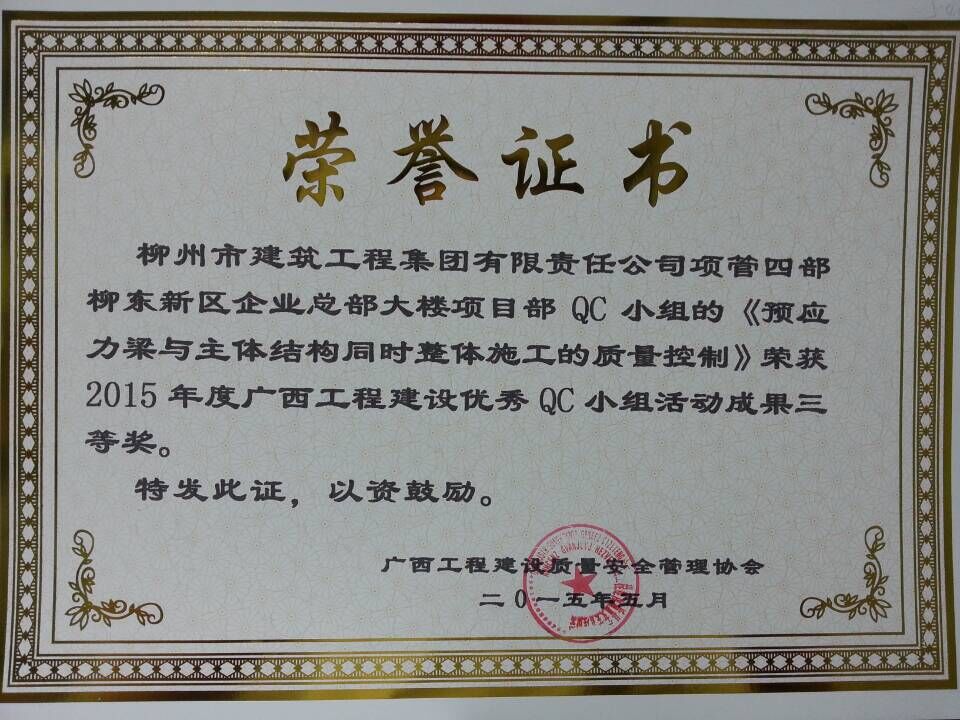 荣誉证书
柳州市建筑工程集团有限责任公司项菅四部
柳东新区企业总部大楼项目部 QC 小组的《预应
力梁与主体结构同时整体施工的质量控制》荣获
2015 年度广西工程建设优秀 QC 小组活动成果三
等奖。
特发此证，以资鼓励。
广西工程建设质量安全管理协会
二〇一五年五月